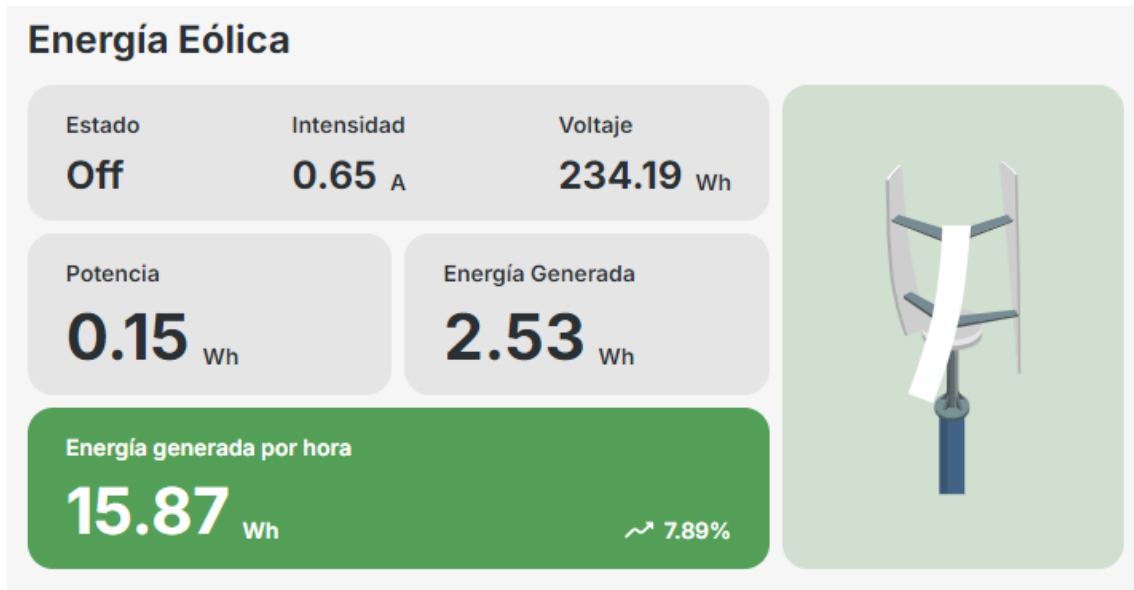 Energía Eólica
Estado Intensidad Voltaje
Off 0.65 A 234.19 Wh
Potencia Energía Generada
0.15 Wh 2.53 Wh
Energía generada por hora
15.87 Wh 7.89%